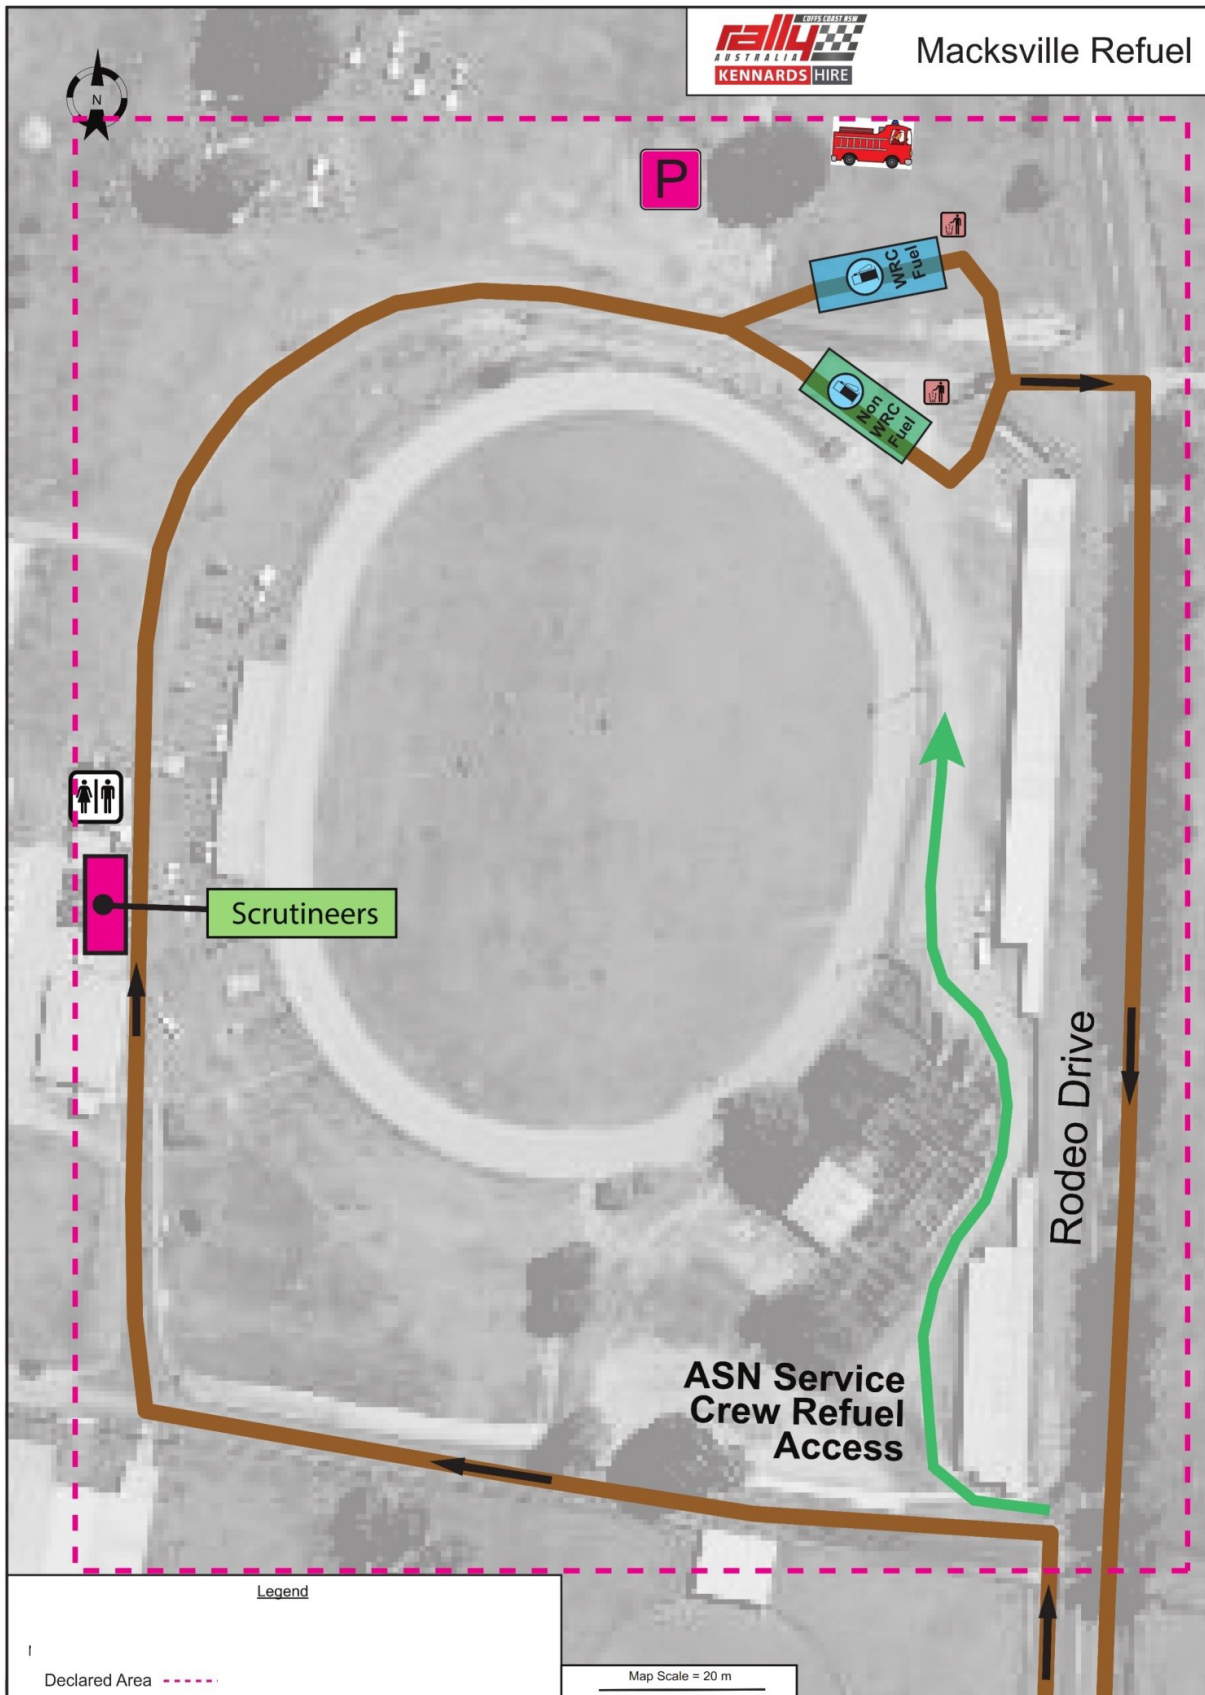 COFFS COAST NSW
rally
AUSTRALIA
KENNARDS HIRE
Macksville Refuel
N
P
WRC
Fuel
Non
WRC
Fuel
Scrutineers
Rodeo Drive
ASN Service
Crew Refuel
Access
Legend
Declared Area
Map Scale = 20 m